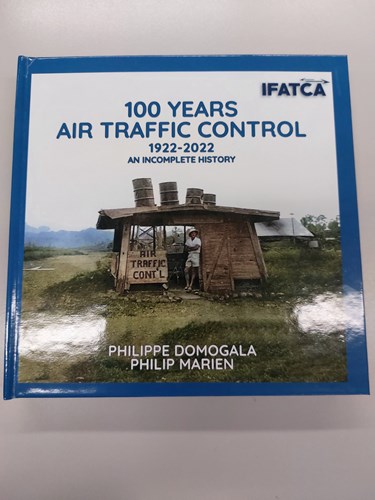 IFATCA
100 YEARS
AIR TRAFFIC CONTROL
1922-2022
AN INCOMPLETE HISTORY
AIR
TRAFFIC
CONT'L
PHILIPPE DOMOGALA
PHILIP MARIEN